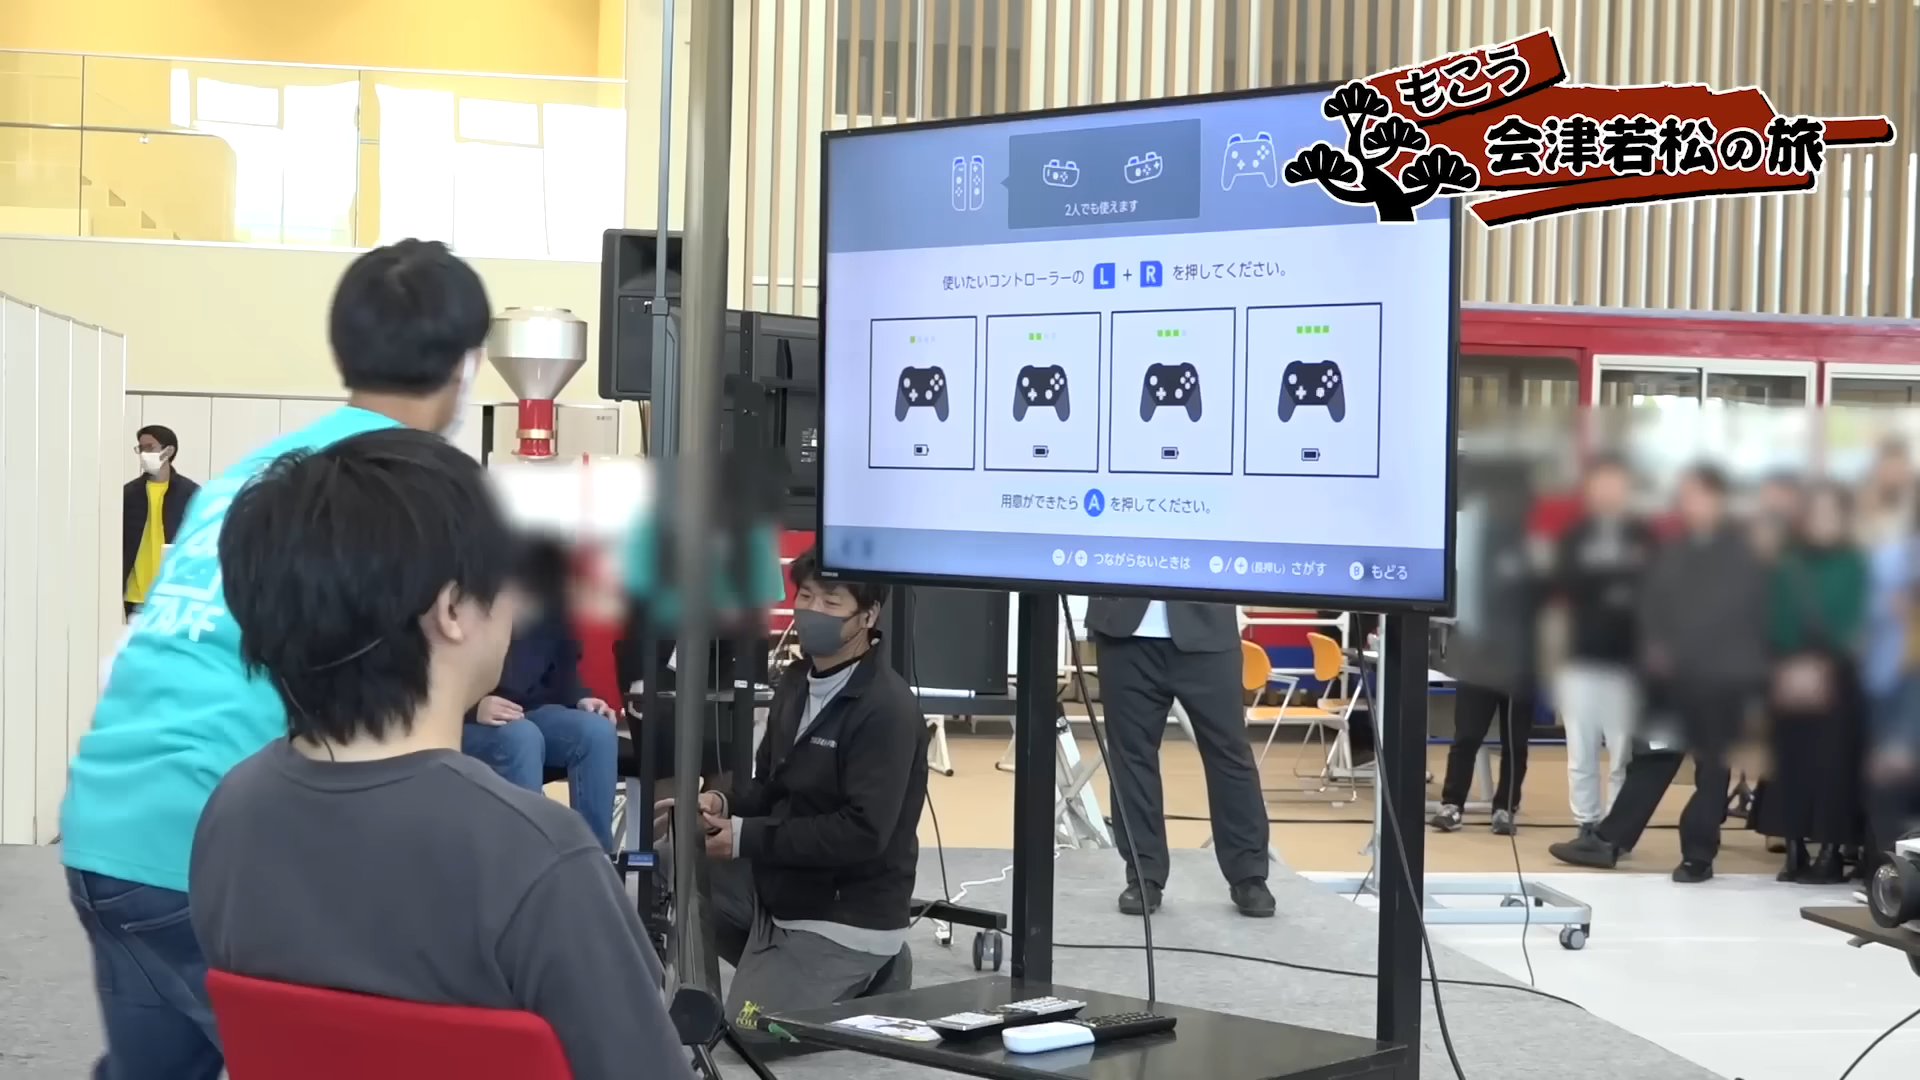 もこう
会津若松の旅
2人でも使えます
使いたいコントローラーの L + R を押してください。
用意ができたら A を押してください。
−/+ つながらないときは −/+ (長押し) さがす B もどる
STAFF